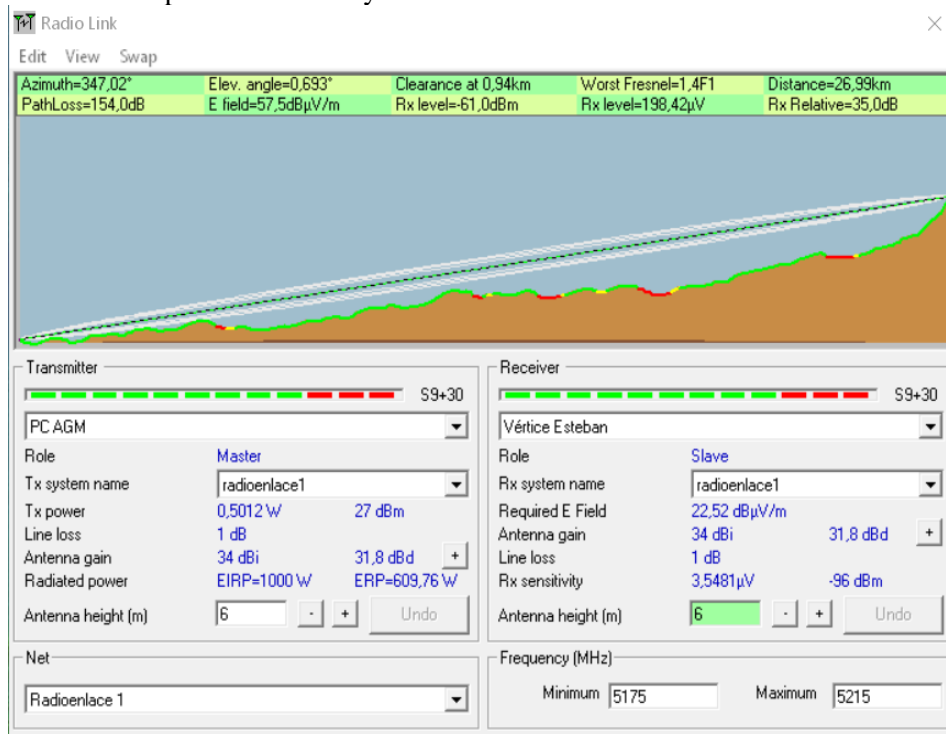 Radio Link
Edit View Swap
Azimuth=347,02° Elev. angle=0,693° Clearance at 0,94km Worst Fresnel=1,4F1 Distance=26,99km
PathLoss=154,0dB E field=57,5dBµV/m Rx level=-61,0dBm Rx level=198,42µV Rx Relative=35,0dB
Transmitter
S9+30
PC AGM
Role Master
Tx system name radioenlace1
Tx power 0,5012 W 27 dBm
Line loss 1 dB
Antenna gain 34 dBi 31,8 dBd +
Radiated power EIRP=1000 W ERP=609,76 W
Antenna height (m) 6 - + Undo
Net
Radioenlace 1
Receiver
S9+30
Vértice Esteban
Role Slave
Rx system name radioenlace1
Required E Field 22,52 dBµV/m
Antenna gain 34 dBi 31,8 dBd +
Line loss 1 dB
Rx sensitivity 3,5481µV -96 dBm
Antenna height (m) 6 - + Undo
Frequency (MHz)
Minimum 5175 Maximum 5215